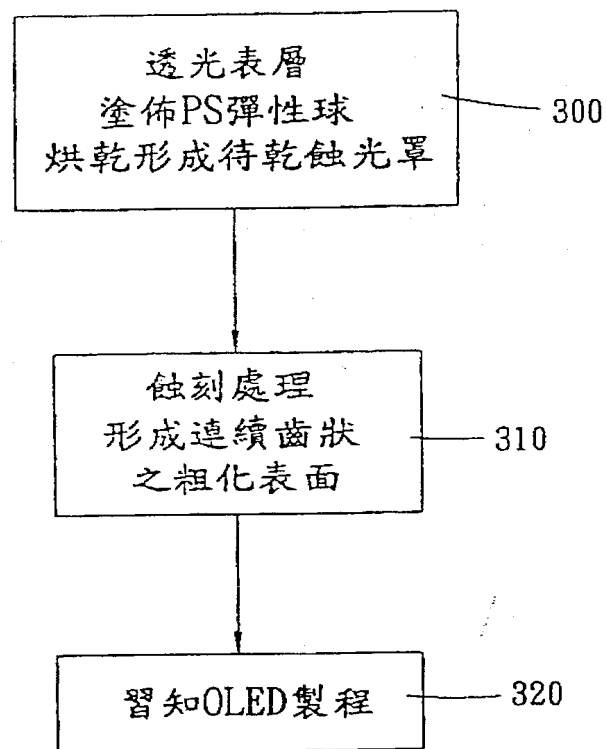 透光表層
塗佈PS彈性球
烘乾形成待乾蝕光罩
300
蝕刻處理
形成連續齒狀
之粗化表面
310
習知OLED製程
320